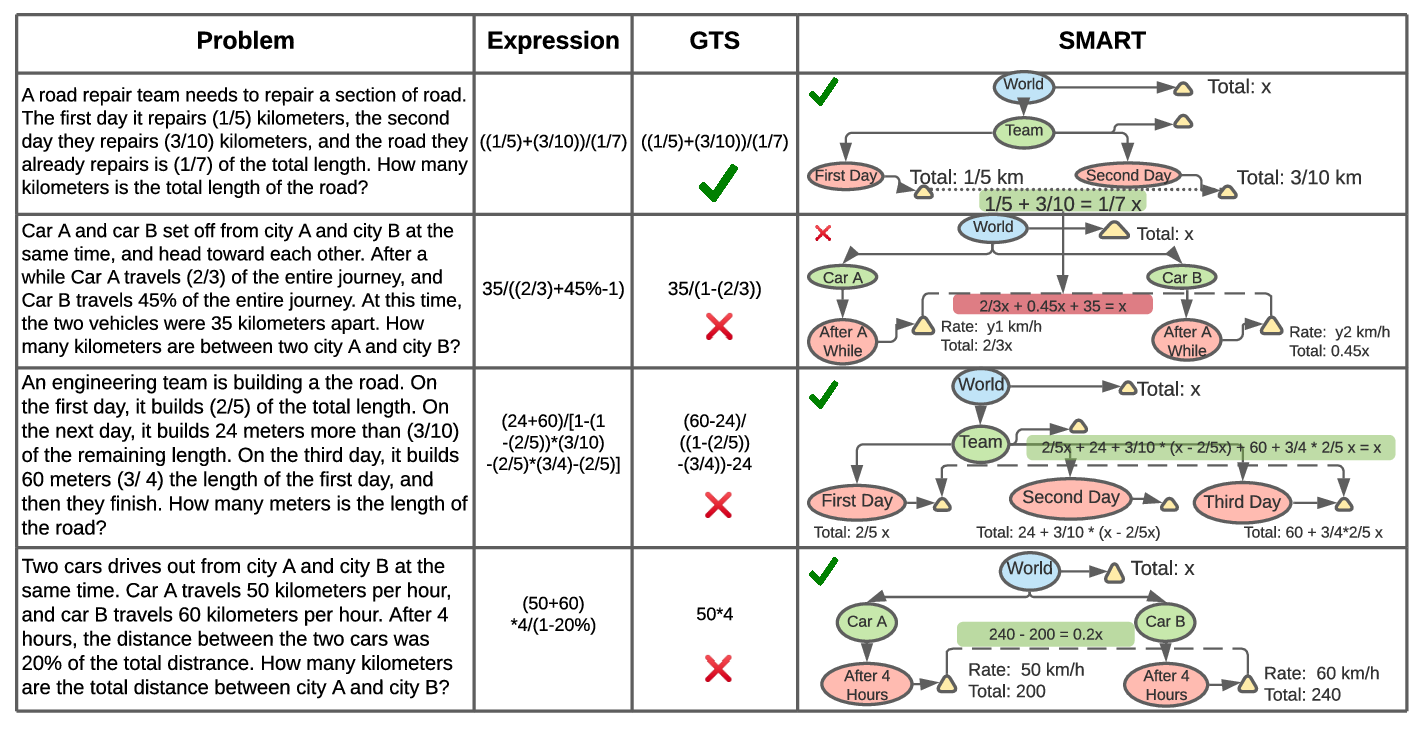 Problem
Expression
GTS
SMART
A road repair team needs to repair a section of road.
The first day it repairs (1/5) kilometers, the second
day they repairs (3/10) kilometers, and the road they
already repairs is (1/7) of the total length. How many
kilometers is the total length of the road?
((1/5)+(3/10))/(1/7)
((1/5)+(3/10))/(1/7)
World
Total: x
Team
First Day
Total: 1/5 km
Second Day
Total: 3/10 km
1/5 + 3/10 = 1/7 x
Car A and car B set off from city A and city B at the
same time, and head toward each other. After a
while Car A travels (2/3) of the entire journey, and
Car B travels 45% of the entire journey. At this time,
the two vehicles were 35 kilometers apart. How
many kilometers are between two city A and city B?
35/((2/3)+45%-1)
35/(1-(2/3))
World
Total: x
Car A
Car B
2/3x + 0.45x + 35 = x
After A
While
Rate: y1 km/h
Total: 2/3x
After A
While
Rate: y2 km/h
Total: 0.45x
An engineering team is building a the road. On
the first day, it builds (2/5) of the total length. On
the next day, it builds 24 meters more than (3/10)
of the remaining length. On the third day, it builds
60 meters (3/ 4) the length of the first day, and
then they finish. How many meters is the length of
the road?
(24+60)/[1-(1
-(2/5))*(3/10)
-(2/5)*(3/4)-(2/5)]
(60-24)/
((1-(2/5))
-(3/4))-24
World
Total: x
Team
2/5x + 24 + 3/10 * (x - 2/5x) + 60 + 3/4 * 2/5 x = x
First Day
Second Day
Third Day
Total: 2/5 x
Total: 24 + 3/10 * (x - 2/5x)
Total: 60 + 3/4*2/5 x
Two cars drives out from city A and city B at the
same time. Car A travels 50 kilometers per hour,
and car B travels 60 kilometers per hour. After 4
hours, the distance between the two cars was
20% of the total distrance. How many kilometers
are the total distance between city A and city B?
(50+60)
*4/(1-20%)
50*4
World
Total: x
Car A
Car B
240 - 200 = 0.2x
After 4
Hours
Rate: 50 km/h
Total: 200
After 4
Hours
Rate: 60 km/h
Total: 240